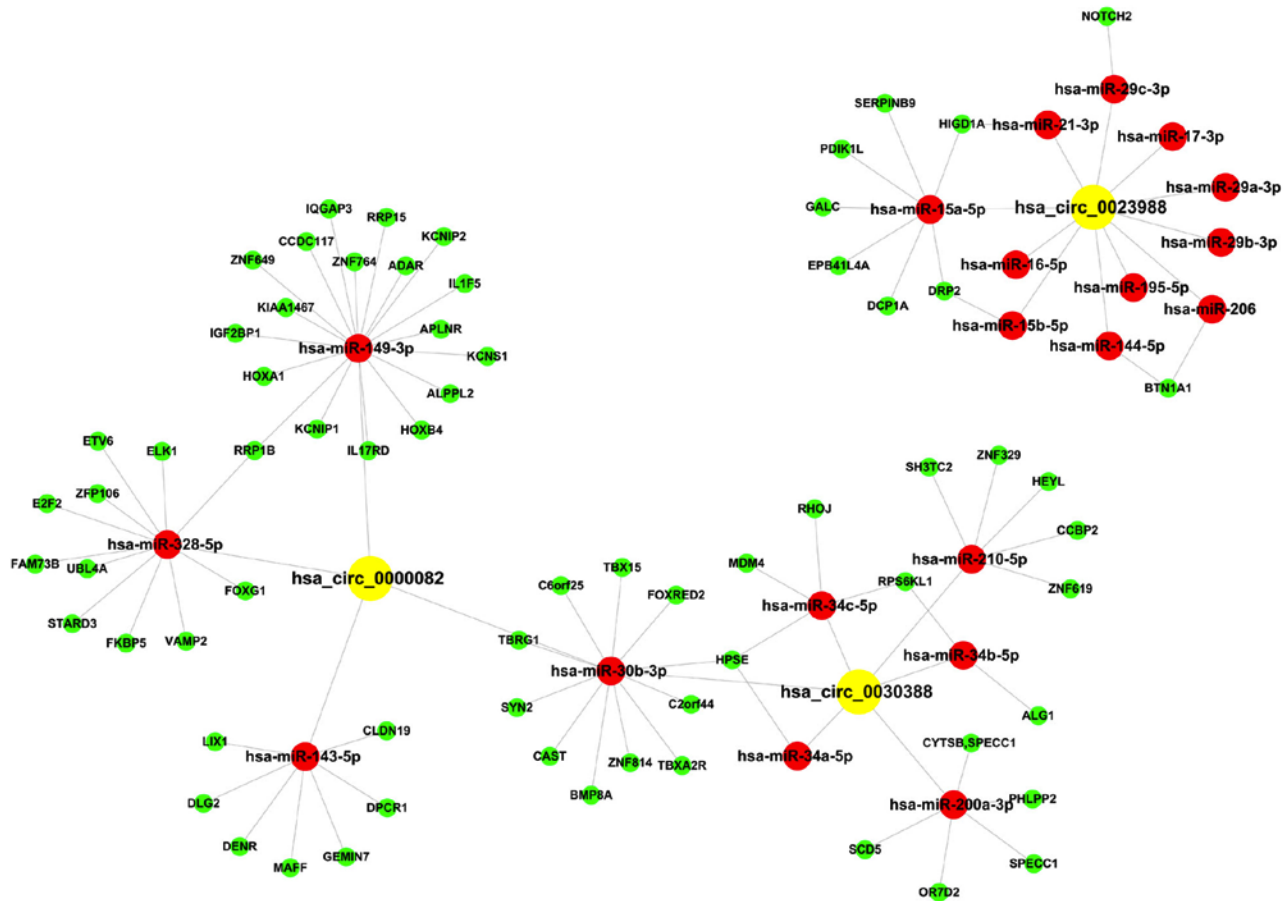 NOTCH2
hsa-miR-29c-3p
SERPINB9
HIGD1A
hsa-miR-21-3p
hsa-miR-17-3p
PDIK1L
hsa-miR-29a-3p
GALC
hsa-miR-15a-5p
hsa_circ_0023988
hsa-miR-29b-3p
EPB41L4A
hsa-miR-16-5p
DRP2
hsa-miR-195-5p
DCP1A
hsa-miR-206
hsa-miR-15b-5p
hsa-miR-144-5p
BTN1A1
IQGAP3
RRP15
CCDC117
KCNIP2
ZNF649
ZNF764
ADAR
IL1F5
KIAA1467
IGF2BP1
APLNR
hsa-miR-149-3p
KCNS1
HOXA1
ALPPL2
KCNIP1
HOXB4
ETV6
ELK1
RRP1B
IL17RD
ZFP106
E2F2
hsa-miR-328-5p
FAM73B
UBL4A
FOXG1
STARD3
FKBP5
VAMP2
hsa_circ_0000082
SH3TC2
ZNF329
HEYL
RHOJ
CCBP2
MDM4
hsa-miR-210-5p
RPS6KL1
ZNF619
hsa-miR-34c-5p
C6orf25
TBX15
FOXRED2
TBRG1
hsa-miR-30b-3p
HPSE
hsa-miR-34b-5p
hsa_circ_0030388
SYN2
C2orf44
ALG1
CAST
ZNF814
TBXA2R
hsa-miR-34a-5p
BMP8A
CYTSB,SPECC1
LIX1
CLDN19
hsa-miR-143-5p
DLG2
DPCR1
DENR
MAFF
GEMIN7
hsa-miR-200a-3p
PHLPP2
SCD5
SPECC1
OR7D2